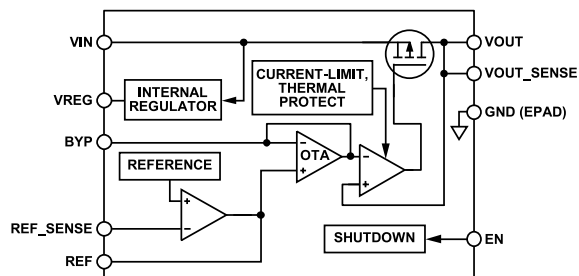 VIN
VOUT
CURRENT-LIMIT,
THERMAL
PROTECT
VOUT_SENSE
VREG
INTERNAL
REGULATOR
GND (EPAD)
BYP
OTA
REFERENCE
REF_SENSE
SHUTDOWN
EN
REF